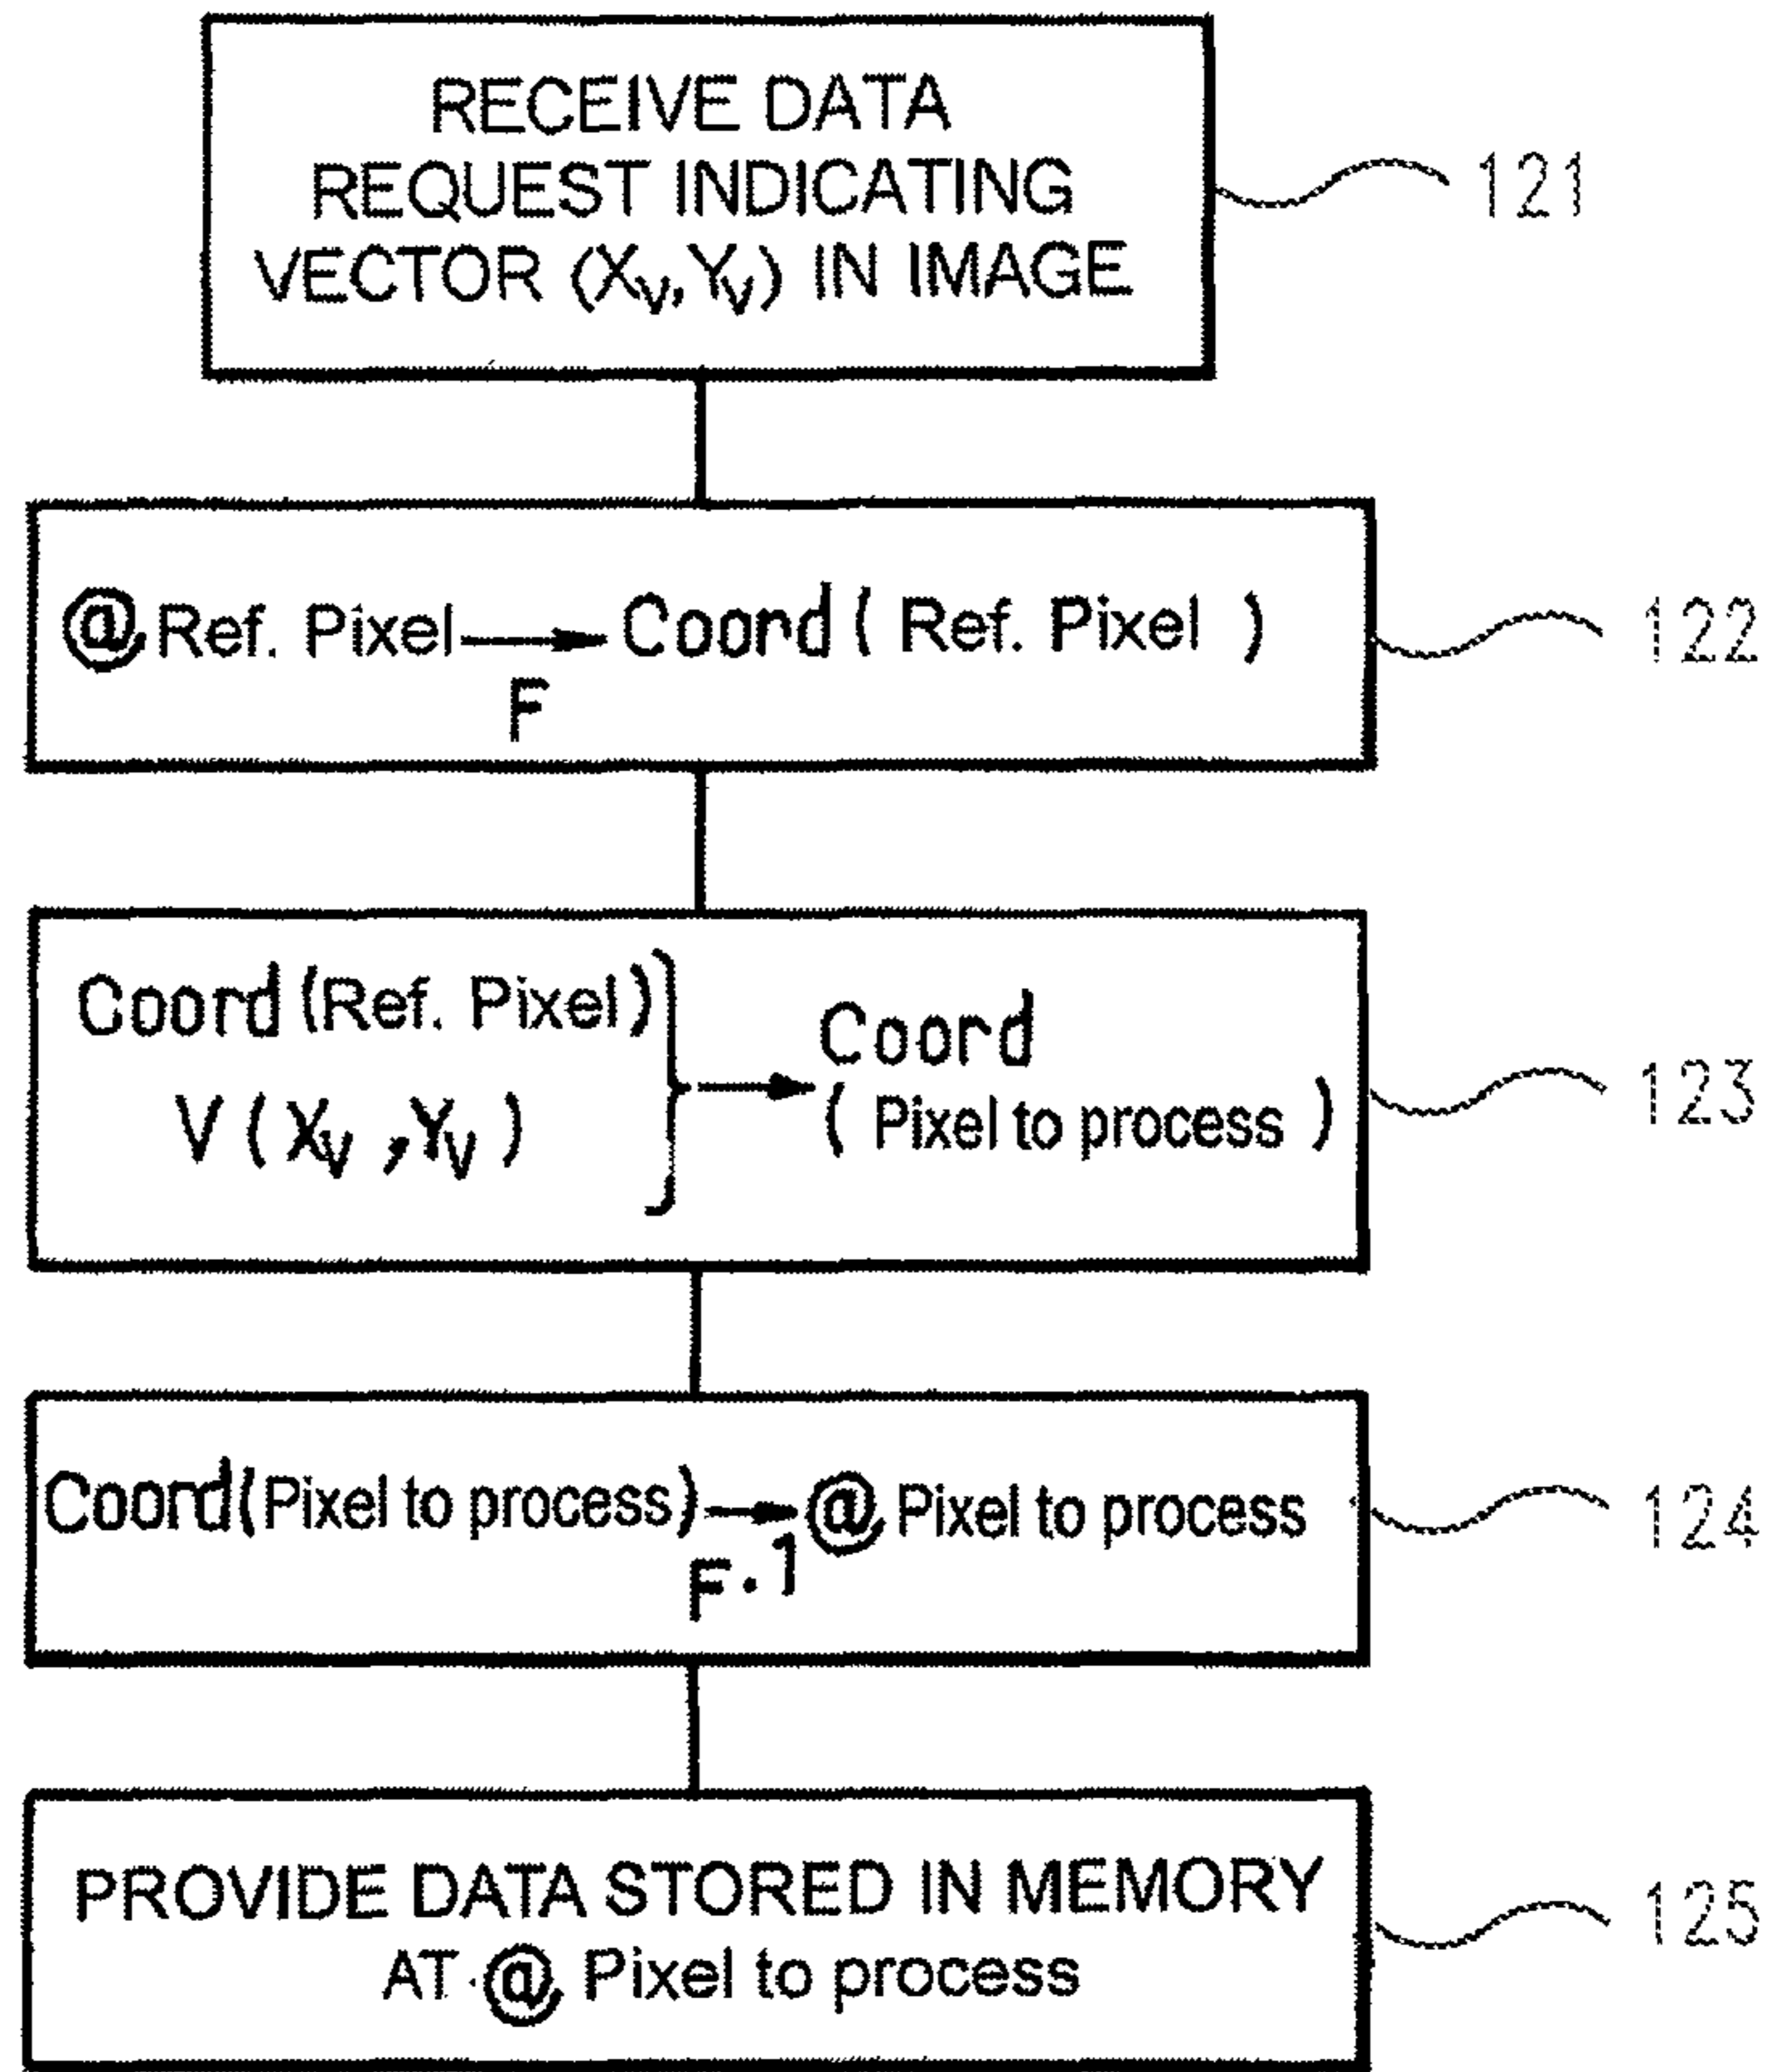 RECEIVE DATA
REQUEST INDICATING
VECTOR (Xv,Yv) IN IMAGE
121
@ Ref. Pixel → Coord ( Ref. Pixel )
F
122
Coord (Ref. Pixel)
V ( Xv ,Yv )
Coord
( Pixel to process )
123
Coord(Pixel to process) → @ Pixel to process
F-1
124
PROVIDE DATA STORED IN MEMORY
AT @ Pixel to process
125